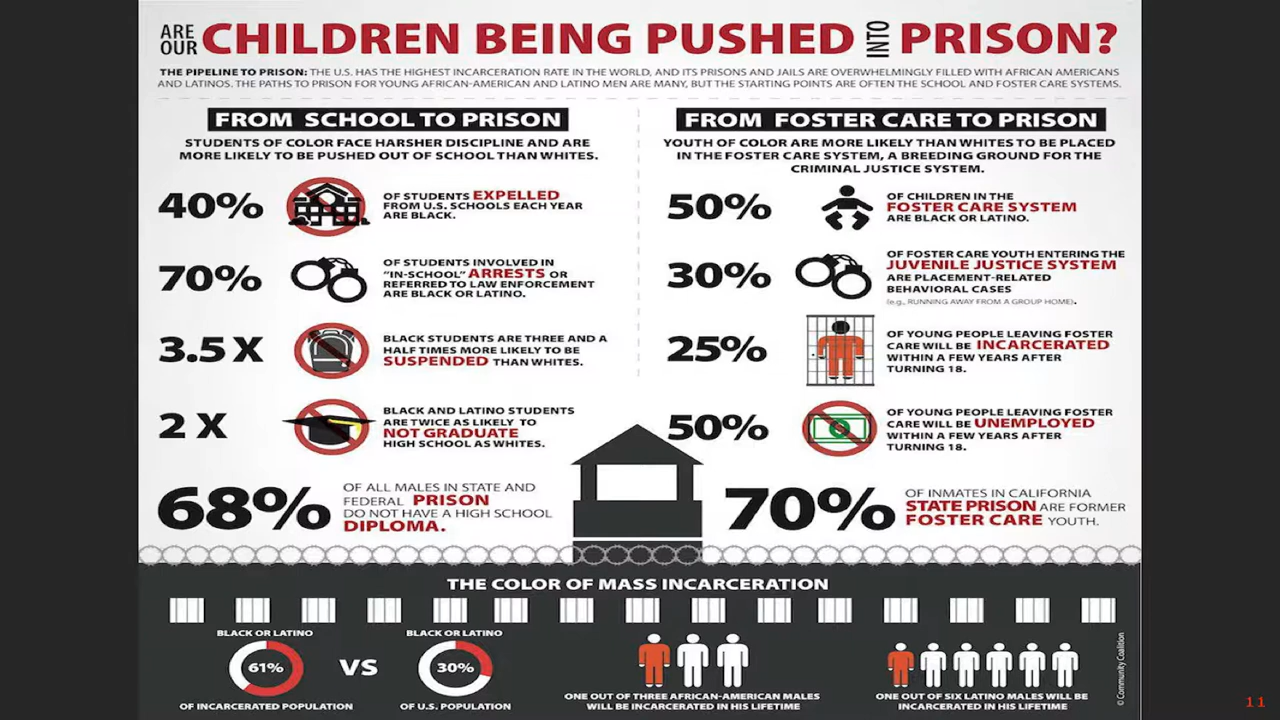 ARE OUR CHILDREN BEING PUSHED INTO PRISON?
THE PIPELINE TO PRISON: THE U.S. HAS THE HIGHEST INCARCERATION RATE IN THE WORLD, AND ITS PRISONS AND JAILS ARE OVERWHELMINGLY FILLED WITH AFRICAN AMERICANS
AND LATINOS. THE PATHS TO PRISON FOR YOUNG AFRICAN-AMERICAN AND LATINO MEN ARE MANY, BUT THE STARTING POINTS ARE OFTEN THE SCHOOL AND FOSTER CARE SYSTEMS.
FROM SCHOOL TO PRISON
STUDENTS OF COLOR FACE HARSHER DISCIPLINE AND ARE
MORE LIKELY TO BE PUSHED OUT OF SCHOOL THAN WHITES.
40%
OF STUDENTS EXPELLED
FROM U.S. SCHOOLS EACH YEAR
ARE BLACK.
70%
OF STUDENTS INVOLVED IN
"IN-SCHOOL" ARRESTS OR
REFERRED TO LAW ENFORCEMENT
ARE BLACK OR LATINO.
3.5 X
BLACK STUDENTS ARE THREE AND A
HALF TIMES MORE LIKELY TO BE
SUSPENDED THAN WHITES.
2 X
BLACK AND LATINO STUDENTS
ARE TWICE AS LIKELY TO
NOT GRADUATE
HIGH SCHOOL AS WHITES.
68%
OF ALL MALES IN STATE AND
FEDERAL PRISON
DO NOT HAVE A HIGH SCHOOL
DIPLOMA.
FROM FOSTER CARE TO PRISON
YOUTH OF COLOR ARE MORE LIKELY THAN WHITES TO BE PLACED
IN THE FOSTER CARE SYSTEM, A BREEDING GROUND FOR THE
CRIMINAL JUSTICE SYSTEM.
50%
OF CHILDREN IN THE
FOSTER CARE SYSTEM
ARE BLACK OR LATINO.
30%
OF FOSTER CARE YOUTH ENTERING THE
JUVENILE JUSTICE SYSTEM
ARE PLACEMENT-RELATED
BEHAVIORAL CASES
(e.g., RUNNING AWAY FROM A GROUP HOME).
25%
OF YOUNG PEOPLE LEAVING FOSTER
CARE WILL BE INCARCERATED
WITHIN A FEW YEARS AFTER
TURNING 18.
50%
OF YOUNG PEOPLE LEAVING FOSTER
CARE WILL BE UNEMPLOYED
WITHIN A FEW YEARS AFTER
TURNING 18.
70%
OF INMATES IN CALIFORNIA
STATE PRISON ARE FORMER
FOSTER CARE YOUTH.
THE COLOR OF MASS INCARCERATION
BLACK OR LATINO
61%
OF INCARCERATED POPULATION
VS
BLACK OR LATINO
30%
OF U.S. POPULATION
ONE OUT OF THREE AFRICAN-AMERICAN MALES
WILL BE INCARCERATED IN HIS LIFETIME
ONE OUT OF SIX LATINO MALES WILL BE
INCARCERATED IN HIS LIFETIME
© Community Coalition
11